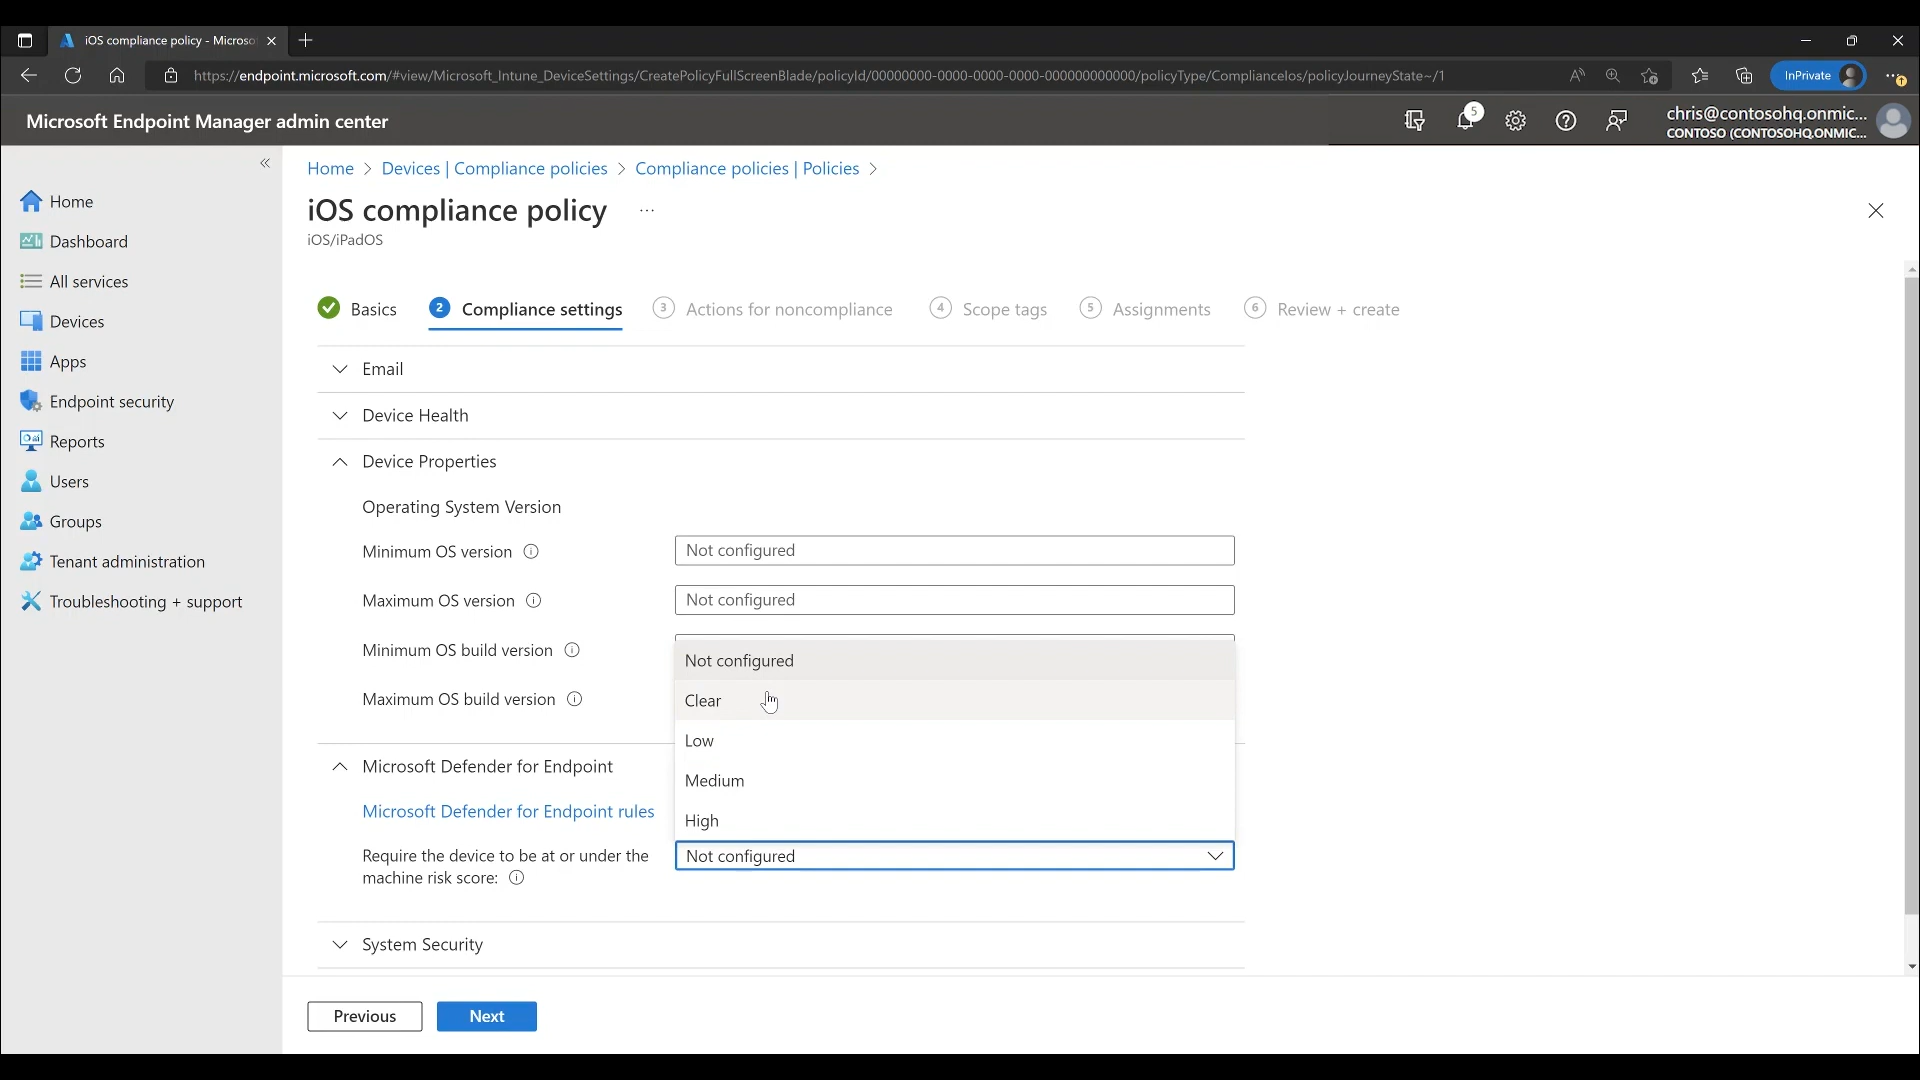 iOS compliance policy - Microso
https://endpoint.microsoft.com/#view/Microsoft_Intune_DeviceSettings/CreatePolicyFullScreenBlade/policyId/00000000-0000-0000-0000-000000000000/policyType/ComplianceIos/policyJourneyState~/1
InPrivate
Microsoft Endpoint Manager admin center
5
chris@contosohq.onmic...
CONTOSO (CONTOSOHQ.ONMIC...
Home > Devices | Compliance policies > Compliance policies | Policies >
iOS compliance policy ...
iOS/iPadOS
Home
Dashboard
All services
Devices
Apps
Endpoint security
Reports
Users
Groups
Tenant administration
Troubleshooting + support
Basics 2 Compliance settings 3 Actions for noncompliance 4 Scope tags 5 Assignments 6 Review + create
Email
Device Health
Device Properties
Operating System Version
Minimum OS version Not configured
Maximum OS version Not configured
Minimum OS build version
Maximum OS build version
Not configured
Clear
Low
Medium
High
Microsoft Defender for Endpoint
Microsoft Defender for Endpoint rules
Require the device to be at or under the
machine risk score:
Not configured
System Security
Previous Next